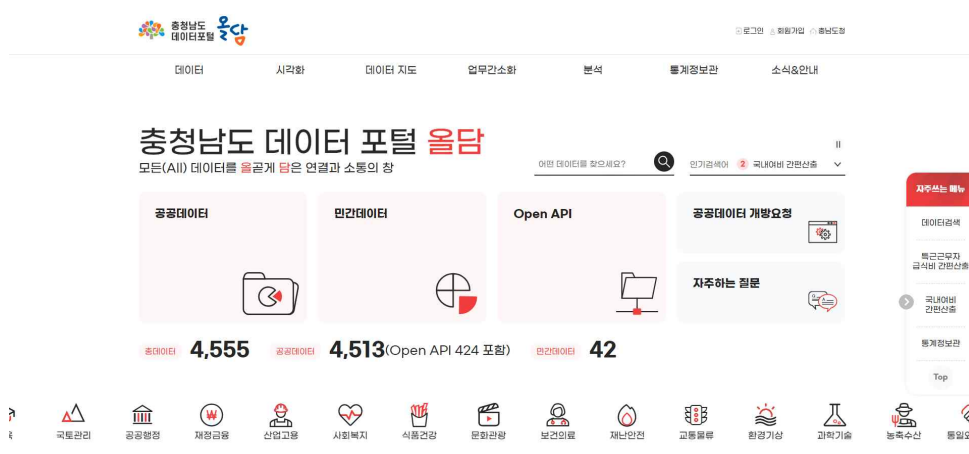 충청남도
데이터포털 올담
로그인 회원가입 충남도청
데이터 시각화 데이터 지도 업무간소화 분석 통계정보관 소식&안내
충청남도 데이터 포털 올담
모든(All) 데이터를 올곧게 담은 연결과 소통의 창
어떤 데이터를 찾으세요? 인기검색어 2 국내여비 간편산출
공공데이터 민간데이터 Open API 공공데이터 개방요청
자주하는 질문
총데이터 4,555 공공데이터 4,513(Open API 424 포함) 민간데이터 42
국토관리 공공행정 재정금융 산업고용 사회복지 식품건강 문화관광 보건의료 재난안전 교통물류 환경기상 과학기술 농축수산
자주쓰는 메뉴
데이터검색
특근근무자
급식비 간편산출
국내여비
간편산출
통계정보관
Top